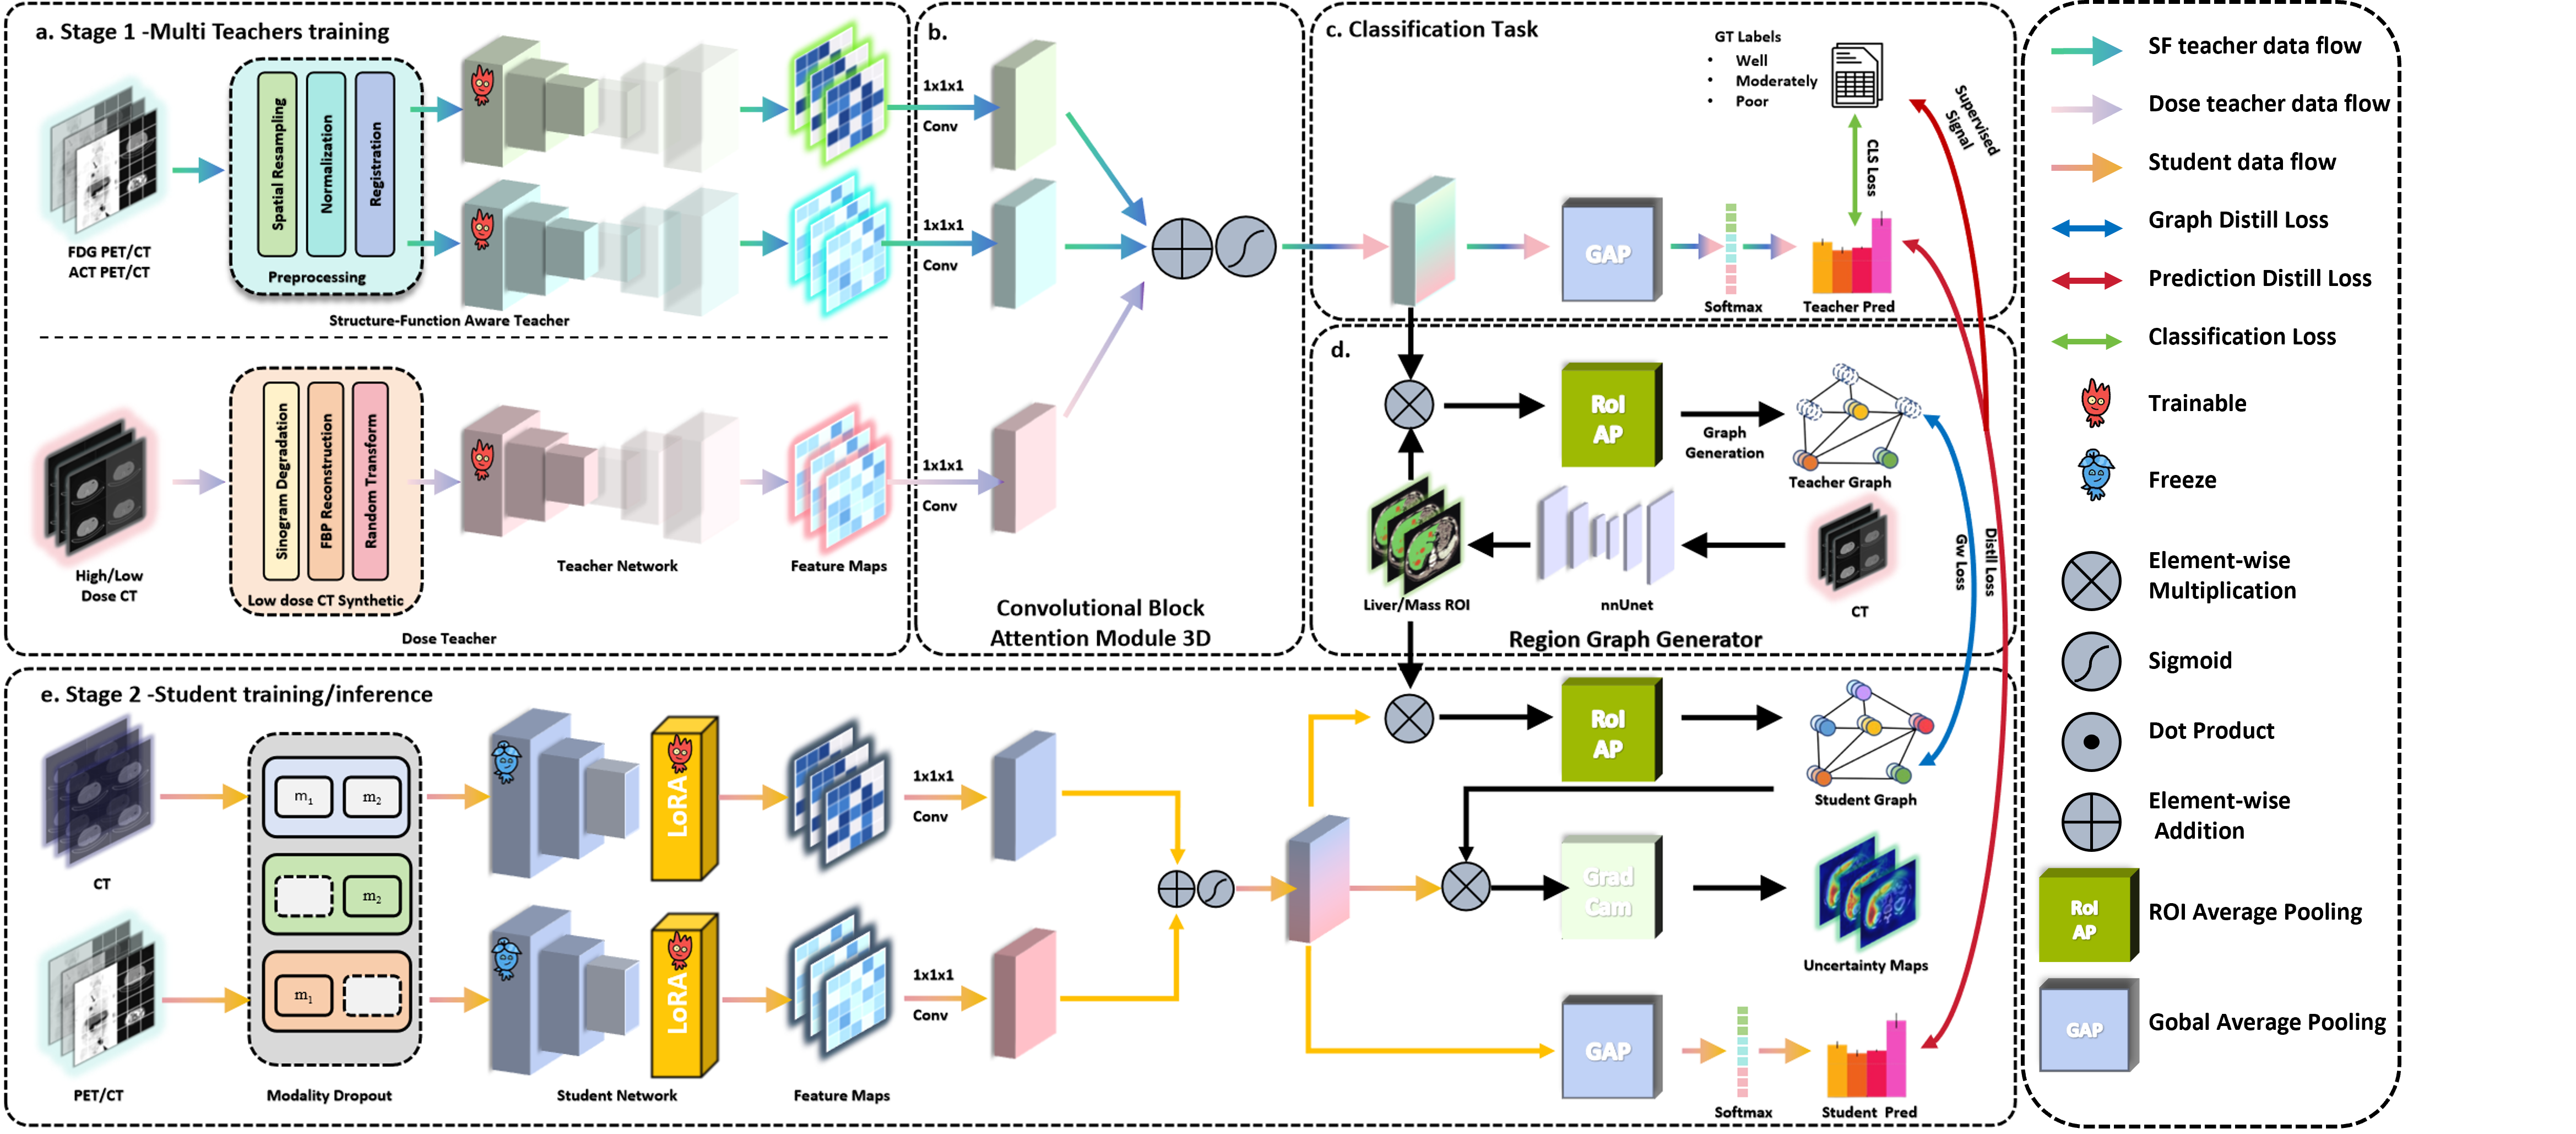 a. Stage 1 -Multi Teachers training
FDG PET/CT
ACT PET/CT
Spatial Resampling
Normalization
Registration
Preprocessing
Structure-Function Aware Teacher
High/Low
Dose CT
Sinogram Degradation
FBP Reconstruction
Random Transform
Low dose CT Synthetic
Teacher Network
Feature Maps
Dose Teacher
b.
1x1x1
Conv
1x1x1
Conv
1x1x1
Conv
Convolutional Block
Attention Module 3D
c. Classification Task
GT Labels
• Well
• Moderately
• Poor
CLS Loss
Supervised
Signal
GAP
Softmax
Teacher Pred
d.
RoI
AP
Graph
Generation
Teacher Graph
Liver/Mass ROI
nnUnet
CT
Region Graph Generator
Gw Loss
Distill Loss
e. Stage 2 -Student training/inference
CT
PET/CT
m1
m2
m2
m1
Modality Dropout
LoRA
LoRA
Student Network
Feature Maps
1x1x1
Conv
1x1x1
Conv
RoI
AP
Student Graph
Grad
Cam
Uncertainty Maps
GAP
Softmax
Student Pred
SF teacher data flow
Dose teacher data flow
Student data flow
Graph Distill Loss
Prediction Distill Loss
Classification Loss
Trainable
Freeze
Element-wise
Multiplication
Sigmoid
Dot Product
Element-wise
Addition
RoI
AP
ROI Average Pooling
GAP
Gobal Average Pooling